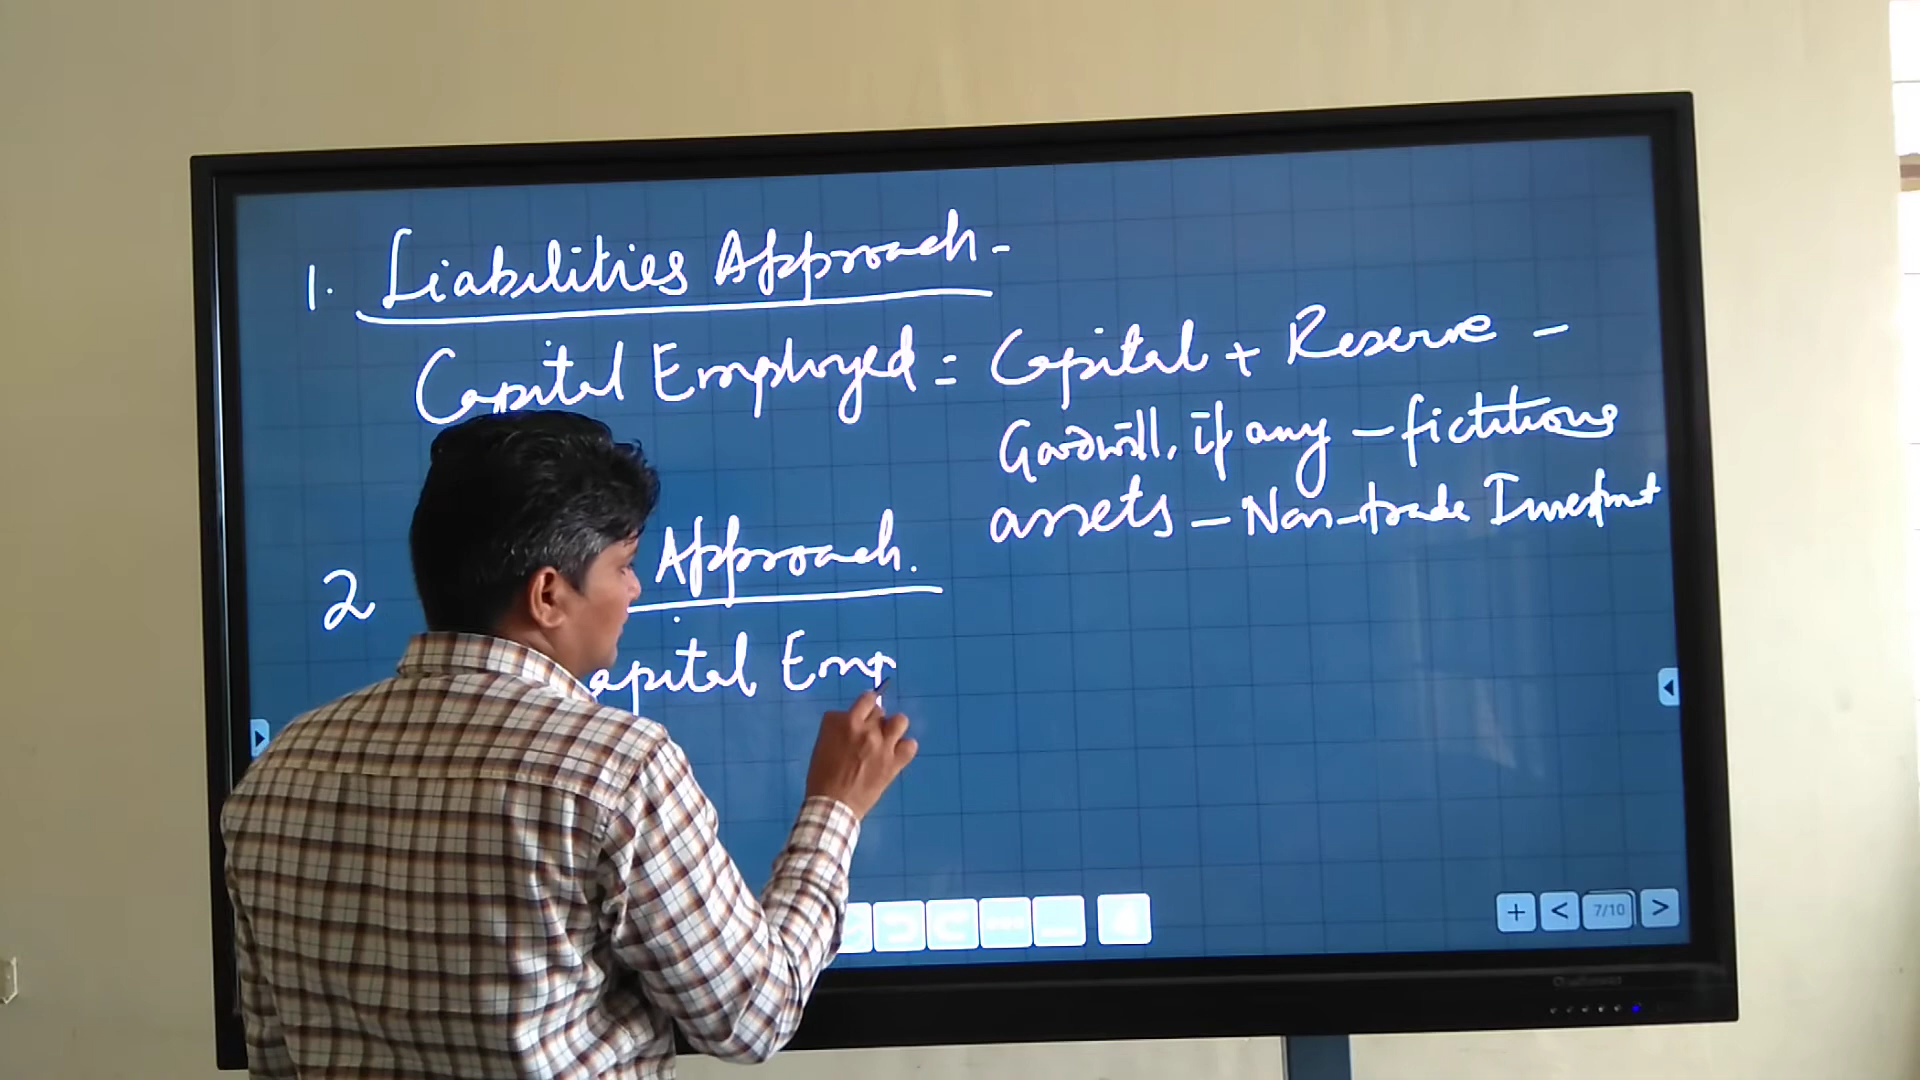 1. Liabilities Approach -
Capital Employed = Capital + Reserve -
Goodwill, if any - fictitious
assets - Non-trade Investmnt
2 Approach.
apital Emp
7/10